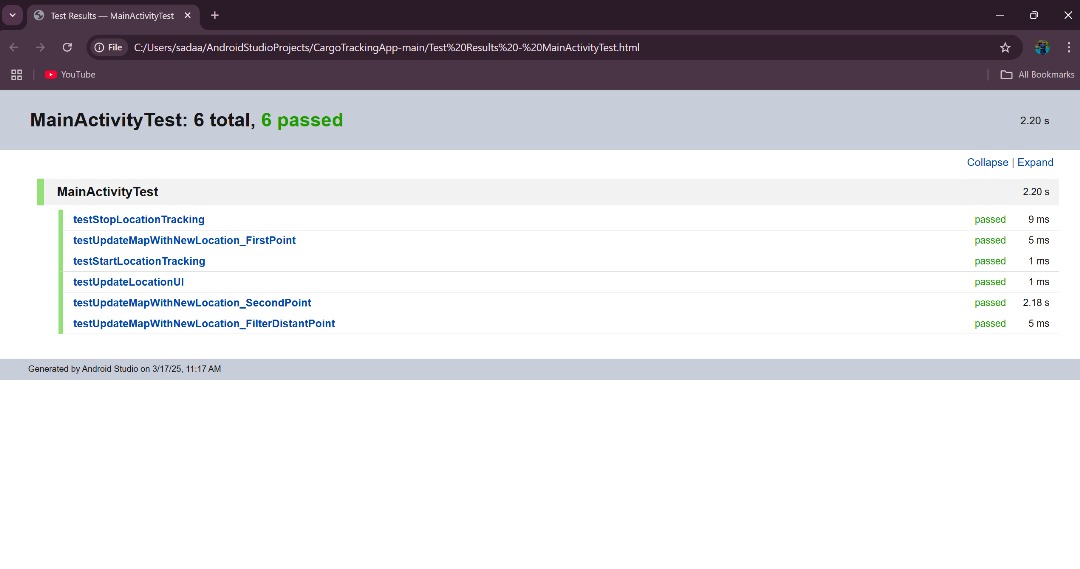 Test Results — MainActivityTest
File C:/Users/sadaa/AndroidStudioProjects/CargoTrackingApp-main/Test%20Results%20-%20MainActivityTest.html
YouTube
All Bookmarks
MainActivityTest: 6 total, 6 passed 2.20 s
Collapse | Expand
MainActivityTest 2.20 s
testStopLocationTracking passed 9 ms
testUpdateMapWithNewLocation_FirstPoint passed 5 ms
testStartLocationTracking passed 1 ms
testUpdateLocationUI passed 1 ms
testUpdateMapWithNewLocation_SecondPoint passed 2.18 s
testUpdateMapWithNewLocation_FilterDistantPoint passed 5 ms
Generated by Android Studio on 3/17/25, 11:17 AM